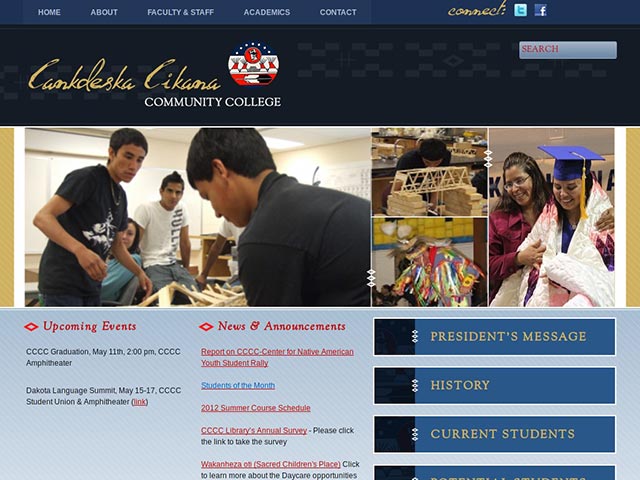 HOME ABOUT FACULTY & STAFF ACADEMICS CONTACT
connect:
Cankdeska Cikana
COMMUNITY COLLEGE
SEARCH
Upcoming Events
CCCC Graduation, May 11th, 2:00 pm, CCCC
Amphitheater
Dakota Language Summit, May 15-17, CCCC
Student Union & Amphitheater (link)
News & Announcements
Report on CCCC-Center for Native American
Youth Student Rally
Students of the Month
2012 Summer Course Schedule
CCCC Library's Annual Survey - Please click
the link to take the survey
Wakanheza oti (Sacred Children's Place) Click
to learn more about the Daycare opportunities
PRESIDENT'S MESSAGE
HISTORY
CURRENT STUDENTS
POTENTIAL STUDENTS